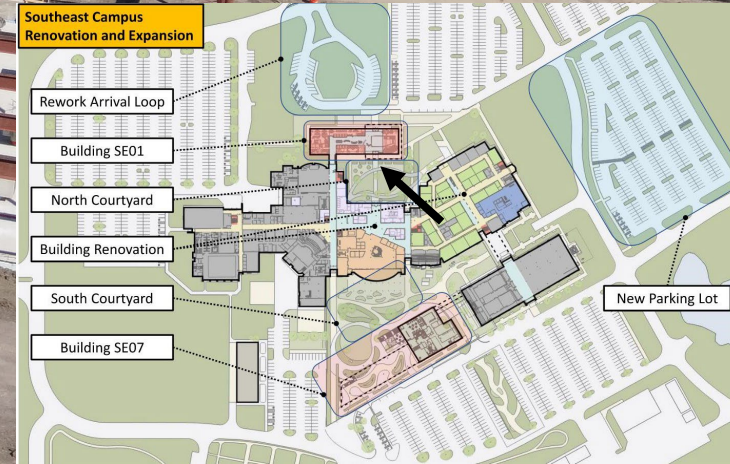 Southeast Campus
Renovation and Expansion
Rework Arrival Loop
Building SE01
North Courtyard
Building Renovation
South Courtyard
Building SE07
New Parking Lot